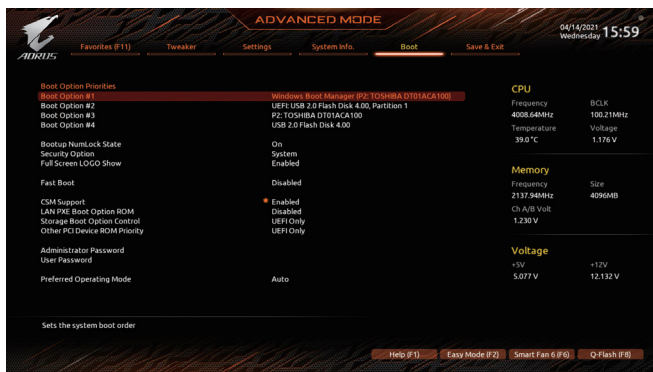 ADVANCED MODE
04/14/2021
Wednesday 15:59
AORUS
Favorites (F11) Tweaker Settings System Info. Boot Save & Exit
Boot Option Priorities
Boot Option #1 Windows Boot Manager (P2: TOSHIBA DT01ACA100)
Boot Option #2 UEFI: USB 2.0 Flash Disk 4.00, Partition 1
Boot Option #3 P2: TOSHIBA DT01ACA100
Boot Option #4 USB 2.0 Flash Disk 4.00
Bootup NumLock State On
Security Option System
Full Screen LOGO Show Enabled
Fast Boot Disabled
CSM Support Enabled
LAN PXE Boot Option ROM Disabled
Storage Boot Option Control UEFI Only
Other PCI Device ROM Priority UEFI Only
Administrator Password
User Password
Preferred Operating Mode Auto
CPU
Frequency BCLK
4008.64MHz 100.21MHz
Temperature Voltage
39.0 °C 1.176 V
Memory
Frequency Size
2137.94MHz 4096MB
Ch A/B Volt
1.230 V
Voltage
+5V +12V
5.077 V 12.132 V
Sets the system boot order
Help (F1) Easy Mode (F2) Smart Fan 6 (F6) Q-Flash (F8)